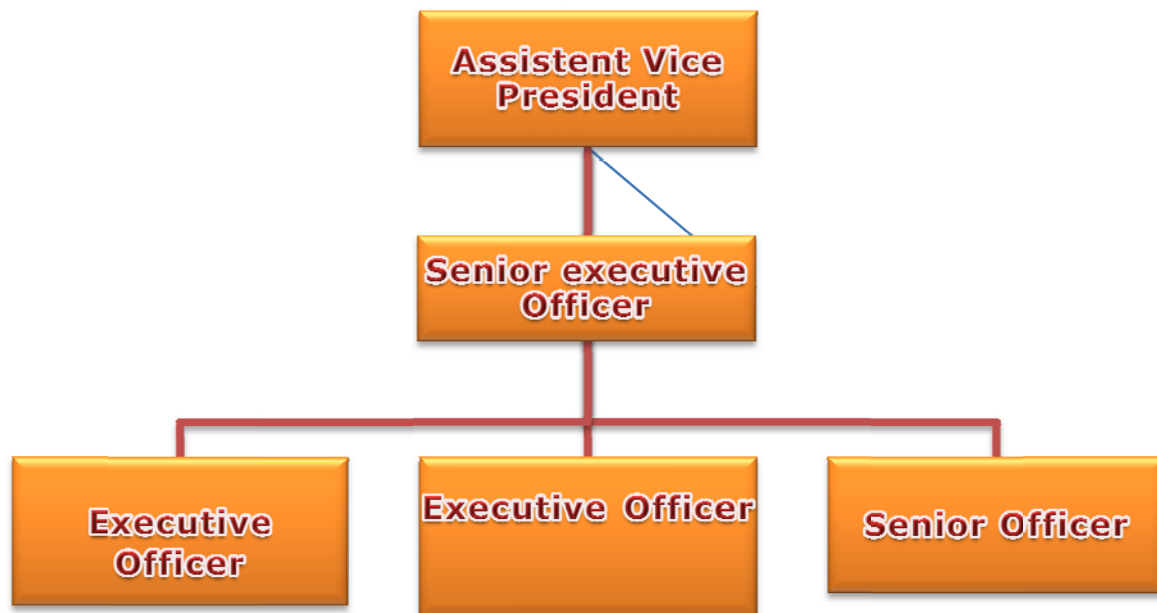 Assistent Vice
President
Senior executive
Officer
Executive
Officer
Executive Officer
Senior Officer